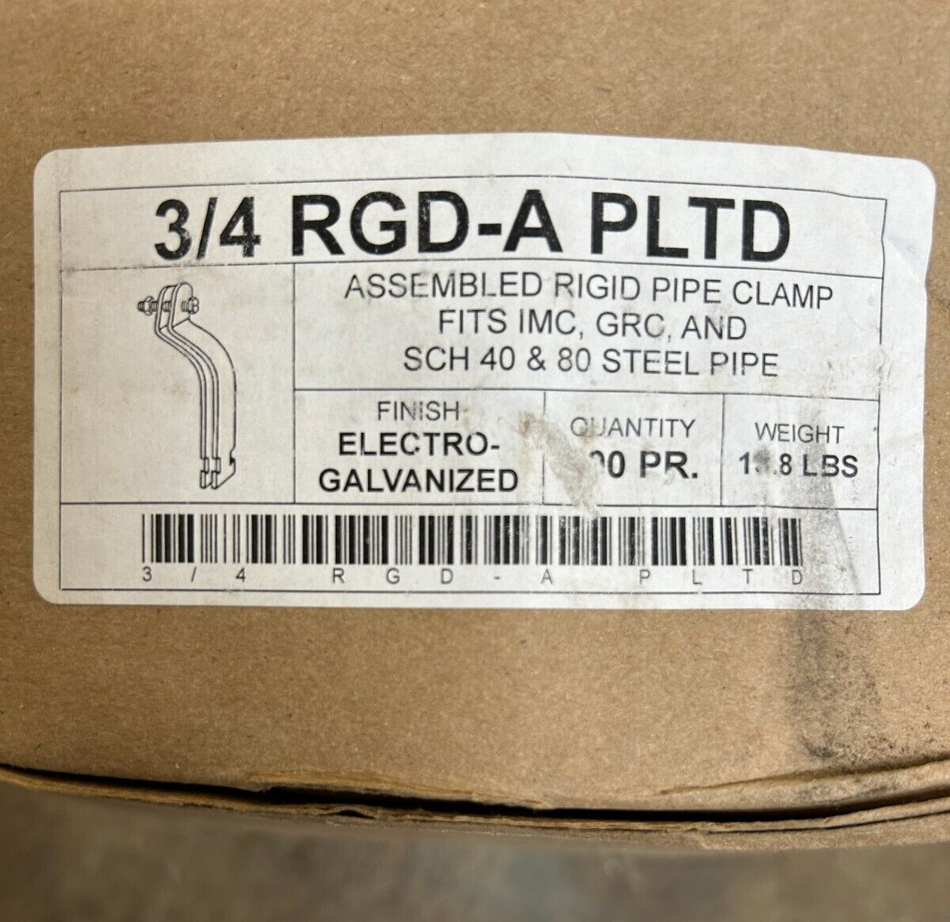 3/4 RGD-A PLTD
ASSEMBLED RIGID PIPE CLAMP
FITS IMC, GRC, AND
SCH 40 & 80 STEEL PIPE
FINISH
ELECTRO-
GALVANIZED
QUANTITY
PR.
WEIGHT
LBS
3/4 RGD-A PLTD